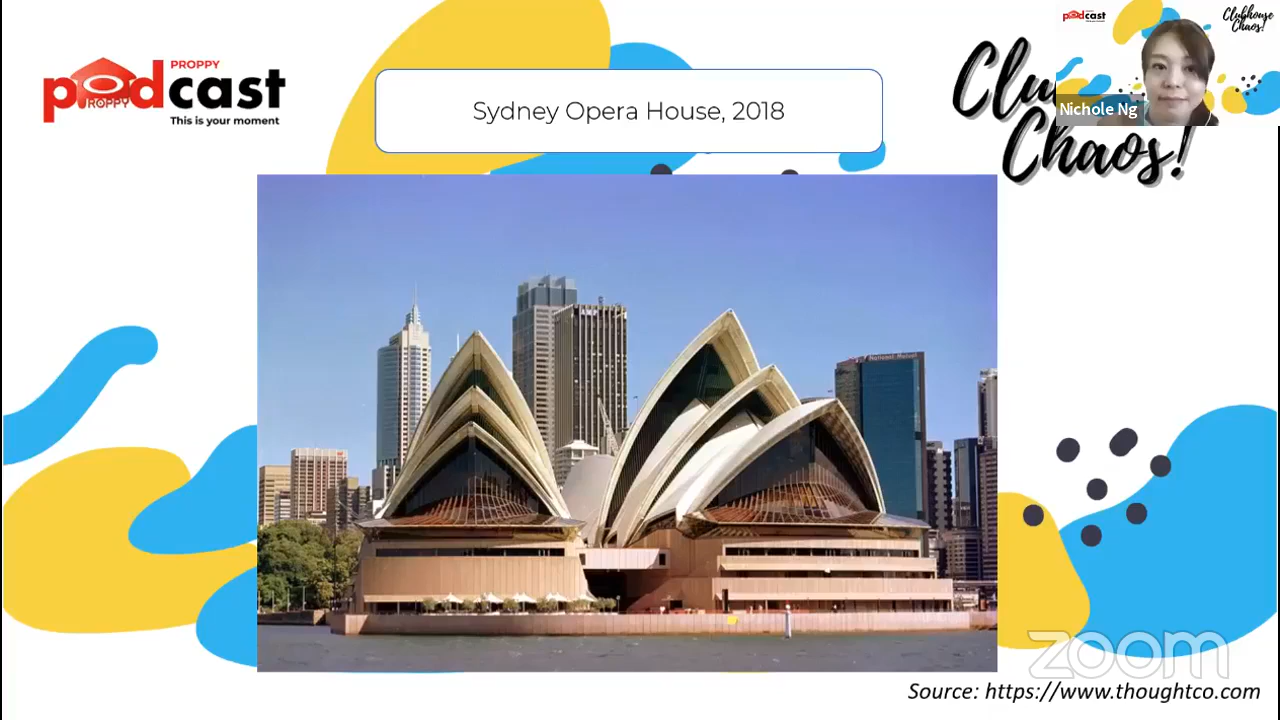 PROPPY
podcast
PROPPY
This is your moment
Sydney Opera House, 2018
Clu
Chaos!
podcast
Clubhouse
Chaos!
Nichole Ng
National Mutual
zoom
Source: https://www.thoughtco.com